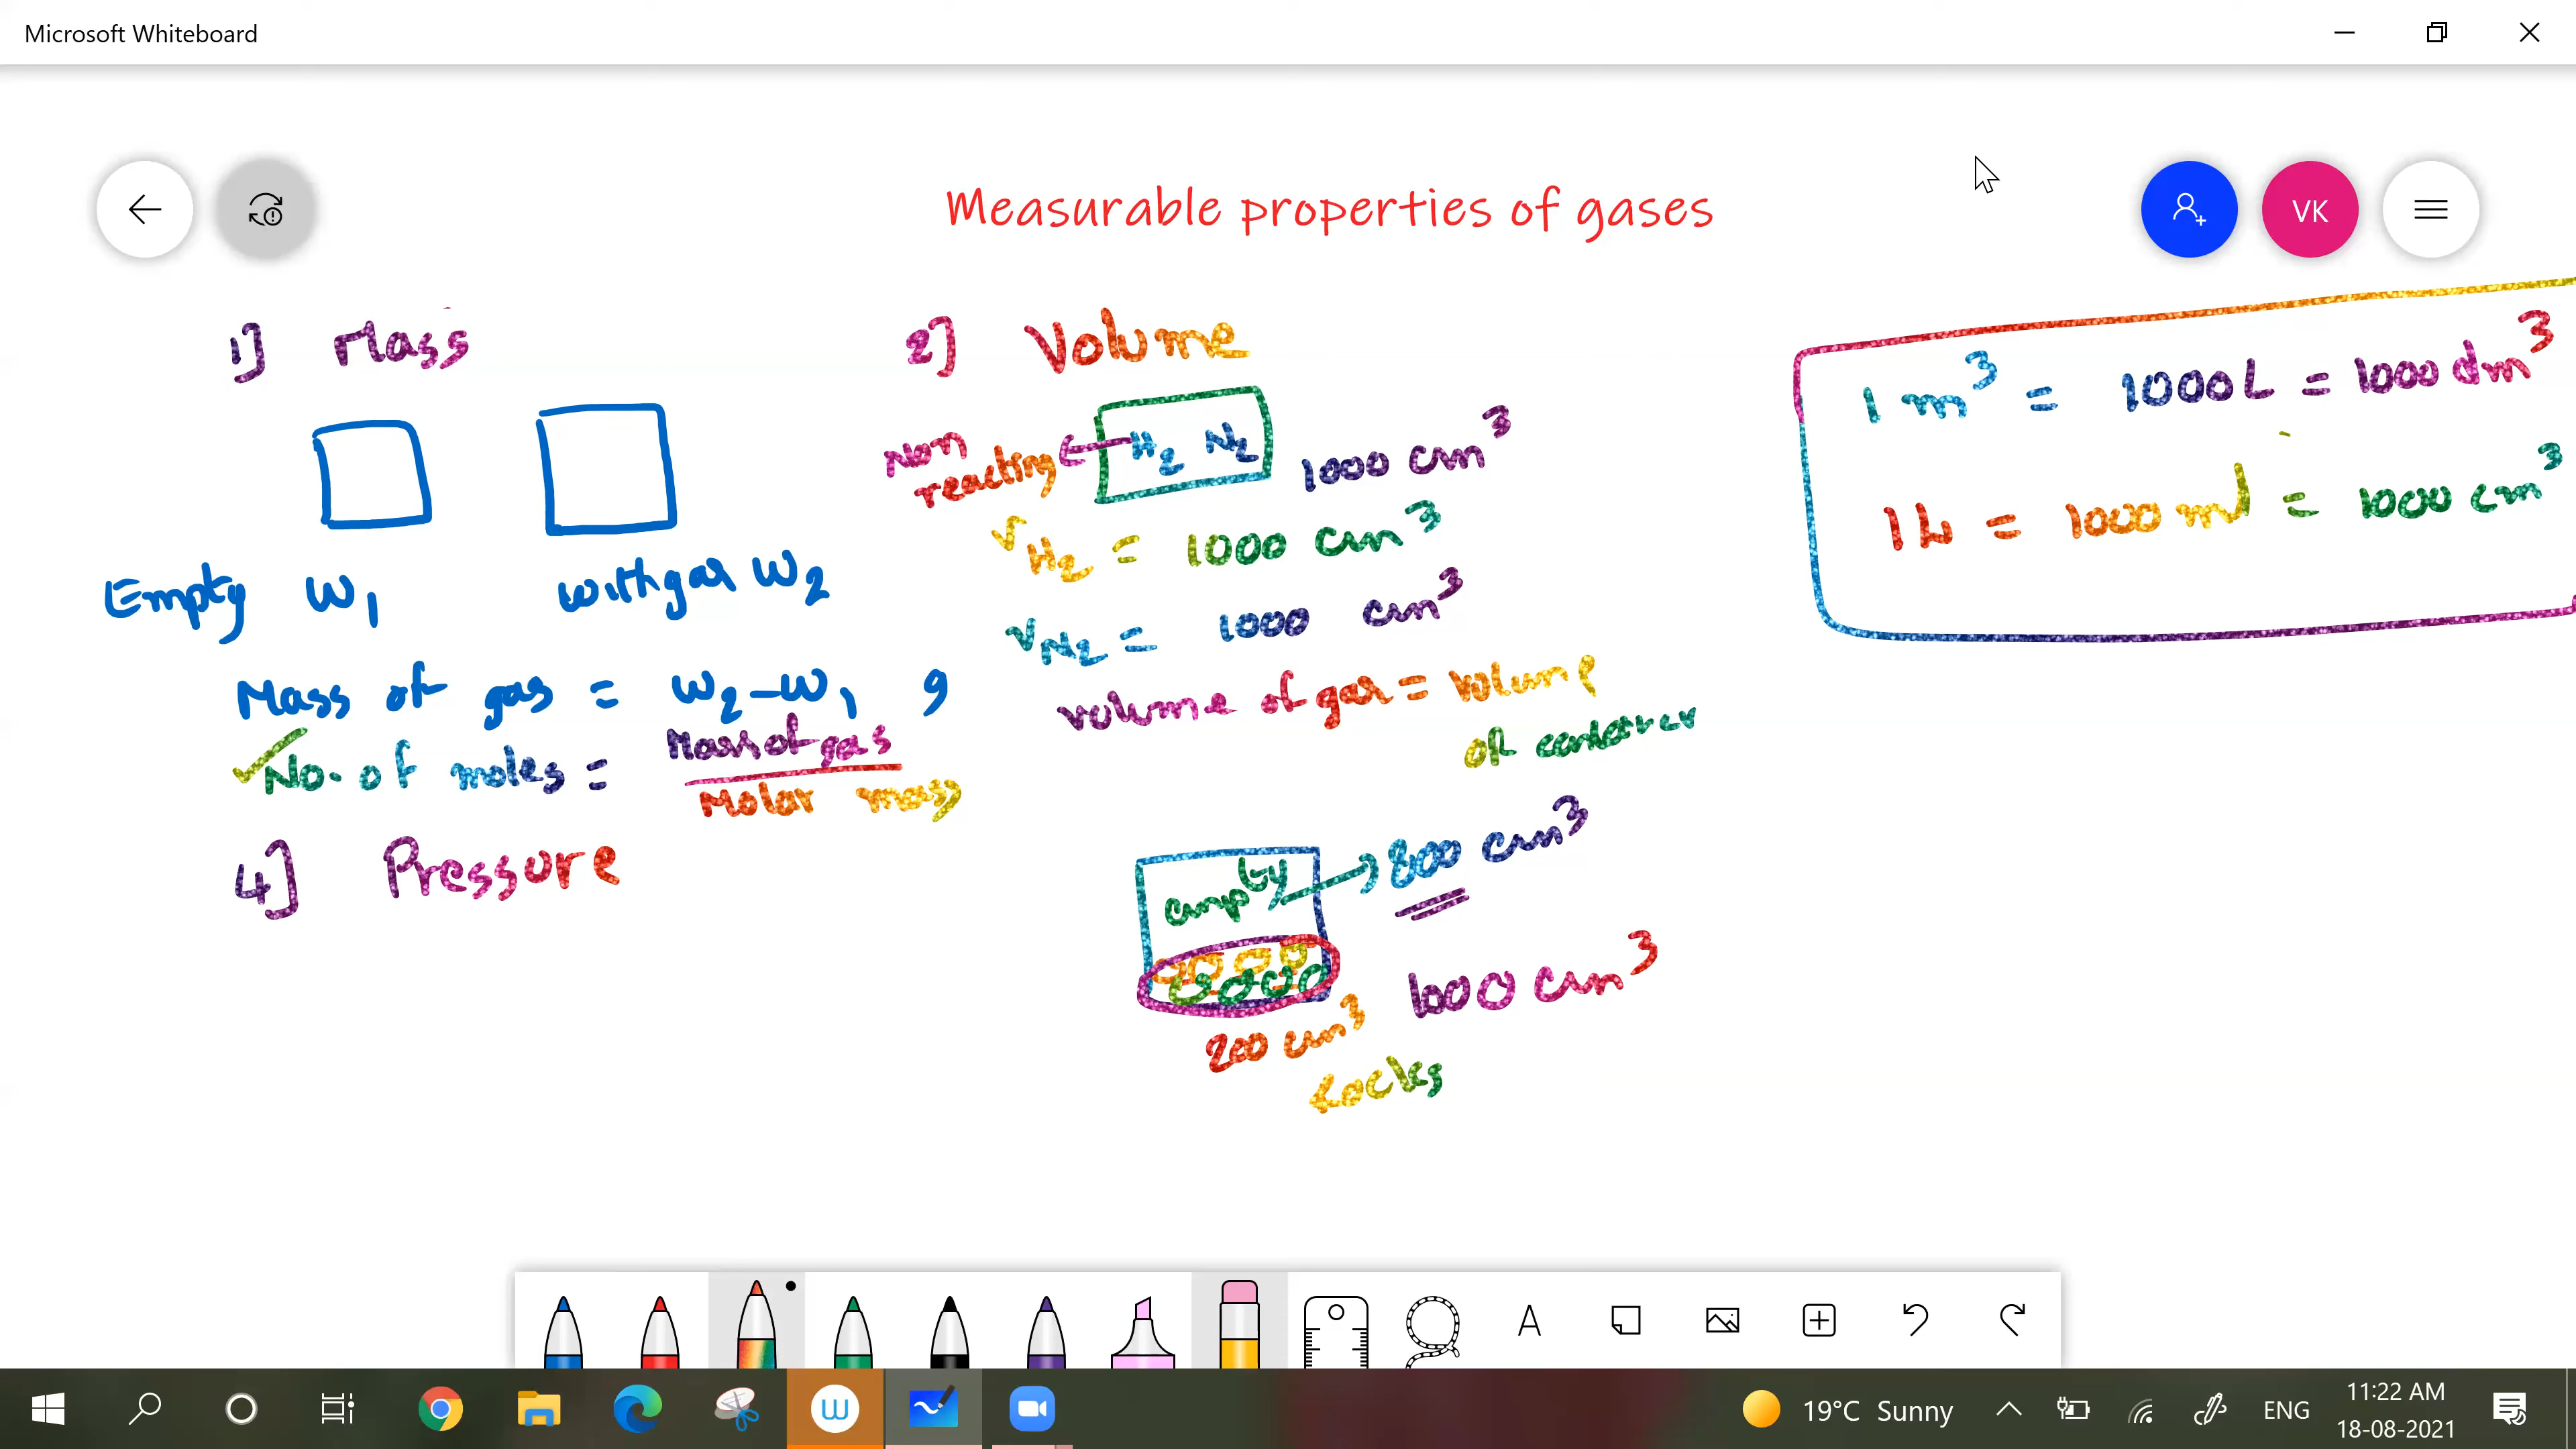 Microsoft Whiteboard
Measurable properties of gases
VK
1] Mass
Empty W1
with gas W2
Mass of gas = W2 - W1 g
No. of moles = Mass of gas
Molar mass
4] Pressure
2] Volume
Non reacting
H2 N2
1000 cm³
VH2 = 1000 cm³
VN2 = 1000 cm³
volume of gas = volume
of container
empty
800 cm³
1000 cm³
200 cm³
rocks
1 m³ = 1000 L = 1000 dm³
1 L = 1000 ml = 1000 cm³
A
19°C Sunny
ENG
11:22 AM
18-08-2021